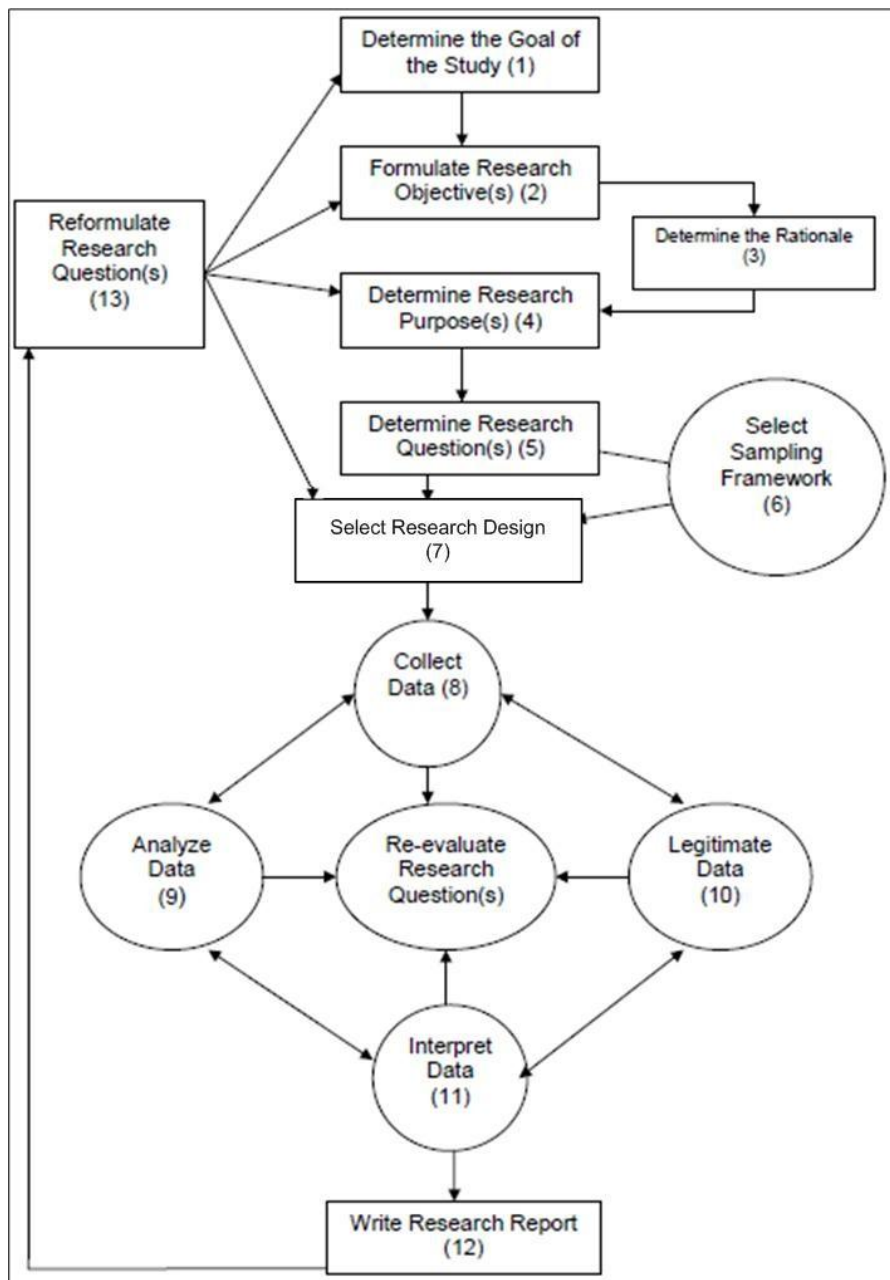 Determine the Goal of
the Study (1)
Formulate Research
Objective(s) (2)
Reformulate
Research
Question(s)
(13)
Determine the Rationale
(3)
Determine Research
Purpose(s) (4)
Determine Research
Question(s) (5)
Select
Sampling
Framework
(6)
Select Research Design
(7)
Collect
Data (8)
Analyze
Data
(9)
Re-evaluate
Research
Question(s)
Legitimate
Data
(10)
Interpret
Data
(11)
Write Research Report
(12)